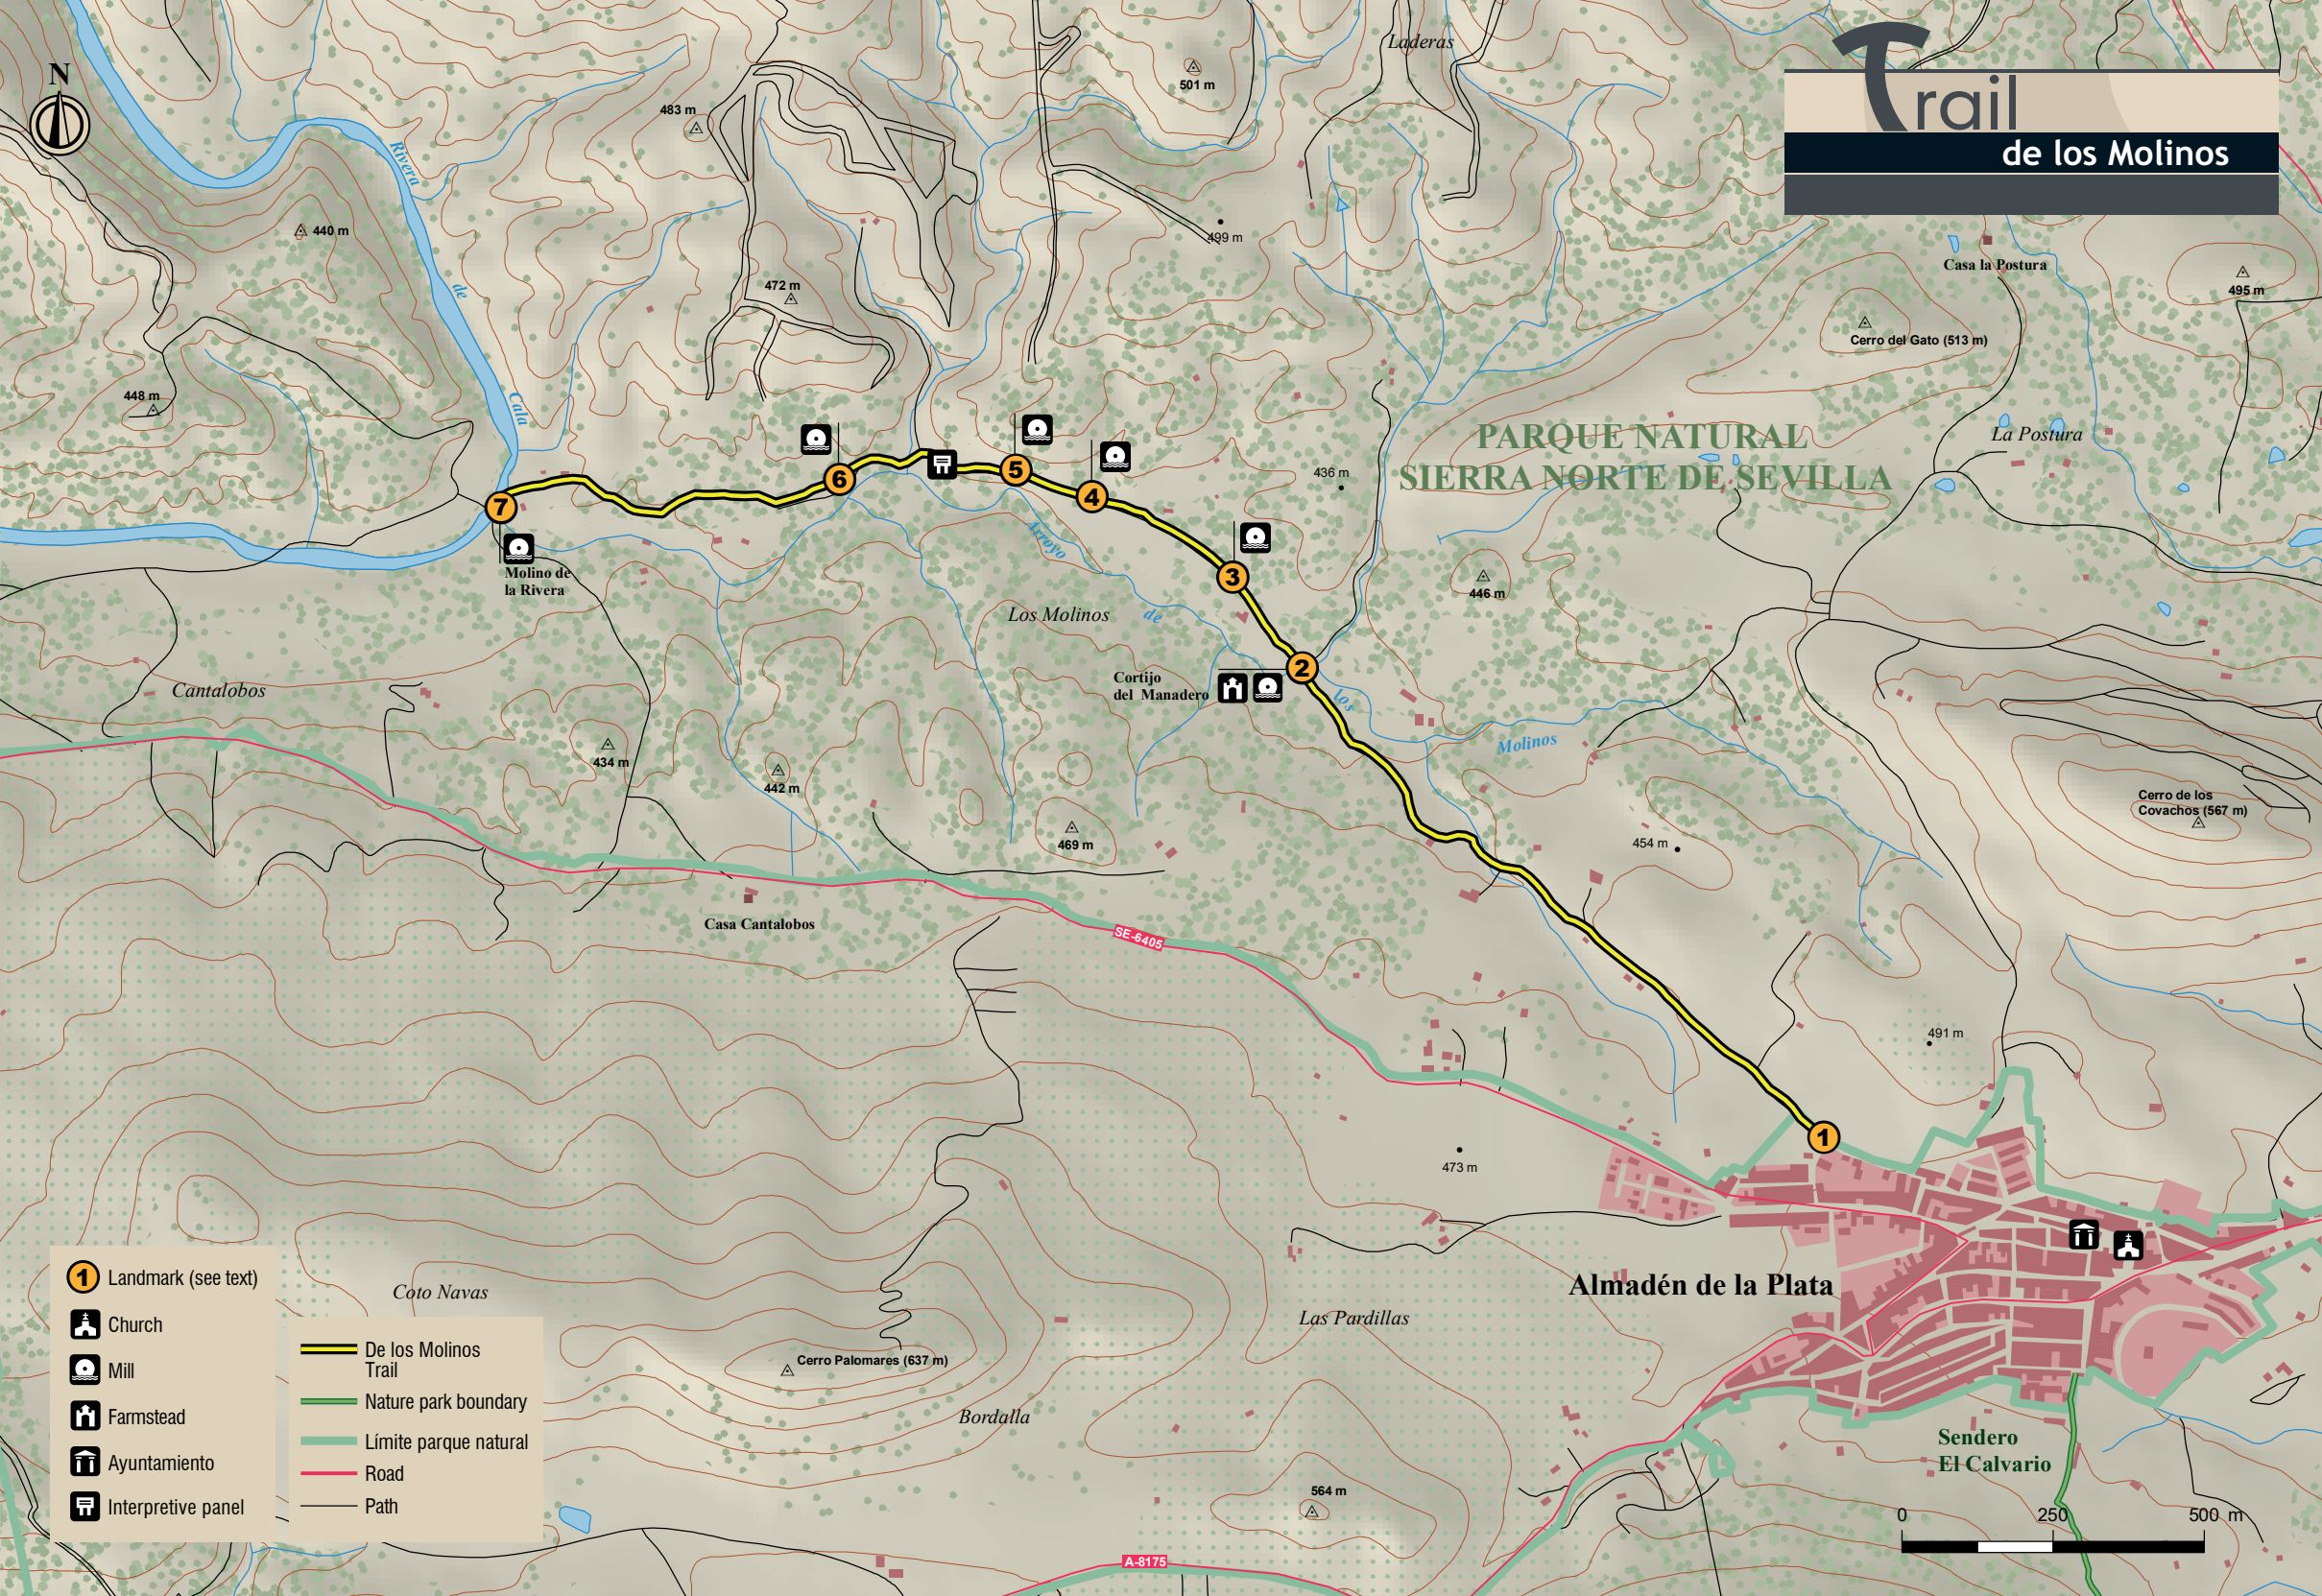 Trail
de los Molinos
N
Laderas
501 m
483 m
Rivera
de
Cala
440 m
499 m
472 m
448 m
Casa la Postura
495 m
Cerro del Gato (513 m)
PARQUE NATURAL
SIERRA NORTE DE SEVILLA
La Postura
436 m
446 m
7
6
5
4
3
2
1
Molino de
la Rivera
Arroyo
de
los
Molinos
Los Molinos
Cortijo
del Manadero
Cantalobos
434 m
442 m
469 m
454 m
Cerro de los
Covachos (567 m)
Casa Cantalobos
SE-6405
491 m
473 m
Almadén de la Plata
Coto Navas
Las Pardillas
Cerro Palomares (637 m)
Bordalla
564 m
A-8175
Sendero
El Calvario
0 250 500 m
1 Landmark (see text)
Church
Mill
Farmstead
Ayuntamiento
Interpretive panel
De los Molinos
Trail
Nature park boundary
Límite parque natural
Road
Path